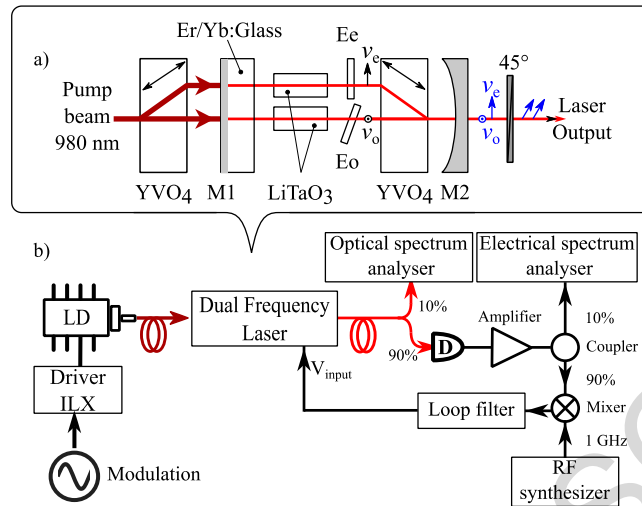 Er/Yb:Glass
a)
Ee
νe
45°
νe
Pump
beam
980 nm
Laser
Output
νo
νo
Eo
YVO4
M1
LiTaO3
YVO4
M2
b)
Optical spectrum
analyser
Electrical spectrum
analyser
LD
Dual Frequency
Laser
10%
90%
D
Amplifier
10%
Coupler
90%
Driver
ILX
Vinput
Loop filter
Mixer
1 GHz
Modulation
RF
synthesizer